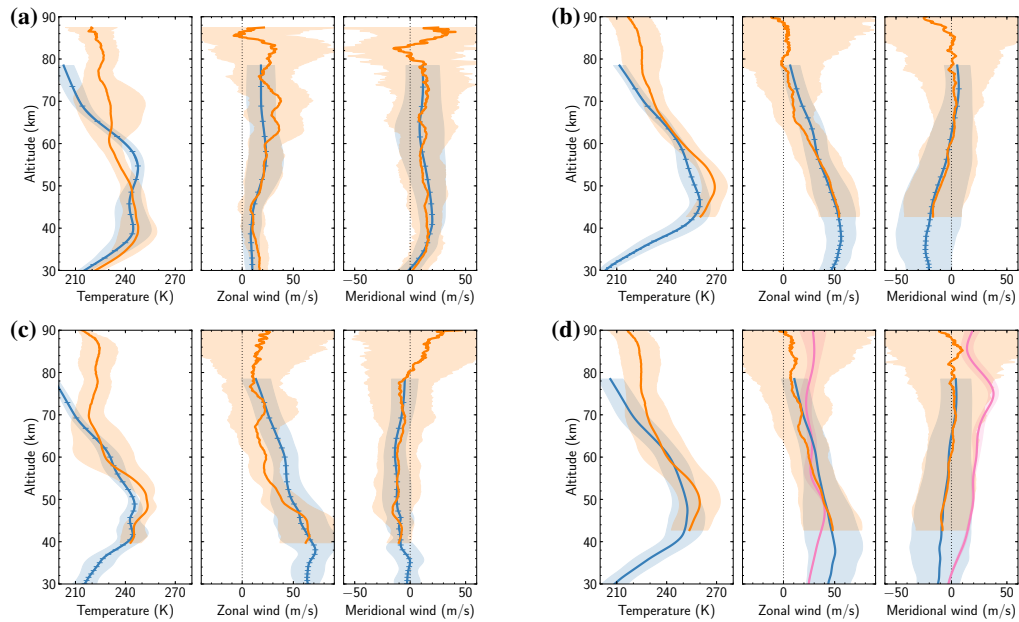 (a)
90
80
70
60
50
40
30
Altitude (km)
210 240 270
Temperature (K)
0 50
Zonal wind (m/s)
−50 0 50
Meridional wind (m/s)
(b)
90
80
70
60
50
40
30
Altitude (km)
210 240 270
Temperature (K)
0 50
Zonal wind (m/s)
−50 0 50
Meridional wind (m/s)
(c)
90
80
70
60
50
40
30
Altitude (km)
210 240 270
Temperature (K)
0 50
Zonal wind (m/s)
−50 0 50
Meridional wind (m/s)
(d)
90
80
70
60
50
40
30
Altitude (km)
210 240 270
Temperature (K)
0 50
Zonal wind (m/s)
−50 0 50
Meridional wind (m/s)